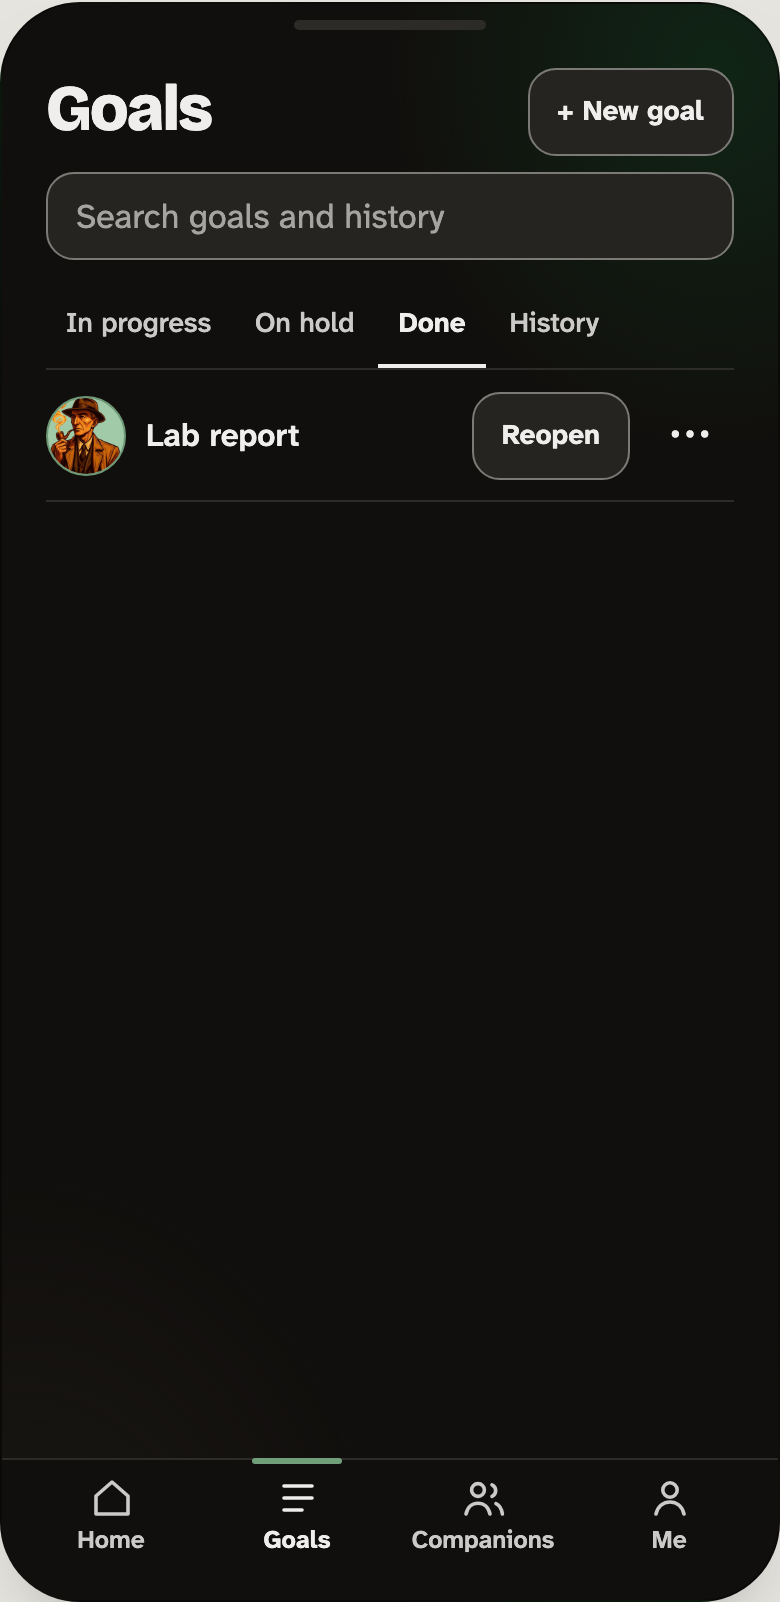 Goals
+ New goal
Search goals and history
In progress On hold Done History
Lab report
Reopen
Home Goals Companions Me